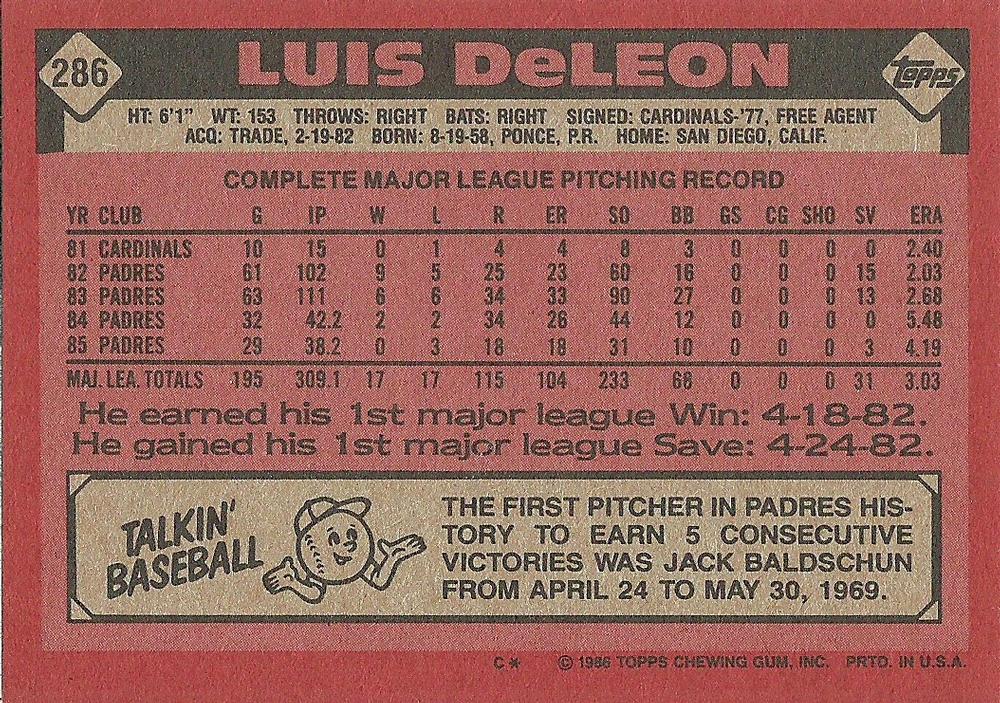 286 LUIS DeLEON topps
HT: 6'1" WT: 153 THROWS: RIGHT BATS: RIGHT SIGNED: CARDINALS-'77, FREE AGENT
ACQ: TRADE, 2-19-82 BORN: 8-19-58, PONCE, P.R. HOME: SAN DIEGO, CALIF.
COMPLETE MAJOR LEAGUE PITCHING RECORD
YR CLUB G IP W L R ER SO BB GS CG SHO SV ERA
81 CARDINALS 10 15 0 1 4 4 8 3 0 0 0 0 2.40
82 PADRES 61 102 9 5 25 23 60 16 0 0 0 15 2.03
83 PADRES 63 111 6 6 34 33 90 27 0 0 0 13 2.68
84 PADRES 32 42.2 2 2 34 26 44 12 0 0 0 0 5.48
85 PADRES 29 38.2 0 3 18 18 31 10 0 0 0 3 4.19
MAJ. LEA. TOTALS 195 309.1 17 17 115 104 233 68 0 0 0 31 3.03
He earned his 1st major league Win: 4-18-82.
He gained his 1st major league Save: 4-24-82.
TALKIN'
BASEBALL
THE FIRST PITCHER IN PADRES HIS-
TORY TO EARN 5 CONSECUTIVE
VICTORIES WAS JACK BALDSCHUN
FROM APRIL 24 TO MAY 30, 1969.
C* © 1986 TOPPS CHEWING GUM, INC. PRTD. IN U.S.A.